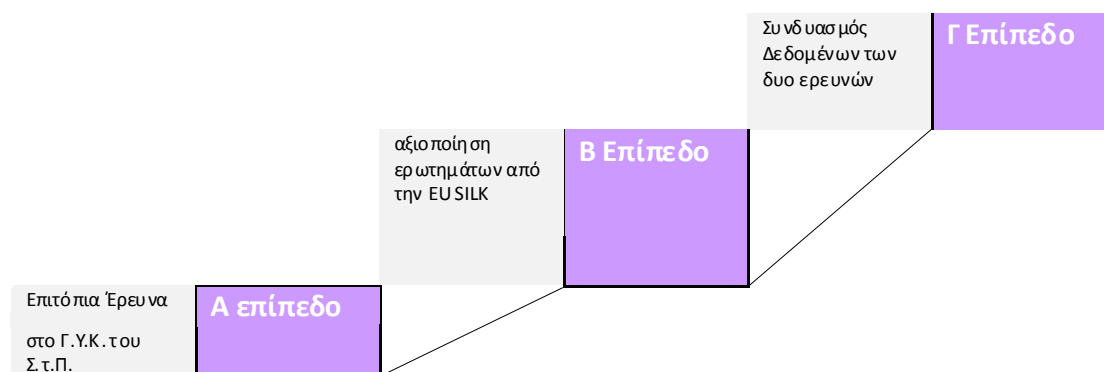 Συνδυασμός
Δεδομένων των
δυο ερευνών
Γ Επίπεδο
αξιοποίηση
ερωτημάτων από
την EU SILK
Β Επίπεδο
Επιτόπια Έρευνα
στο Γ.Υ.Κ. του
Σ.τ.Π.
Α επίπεδο